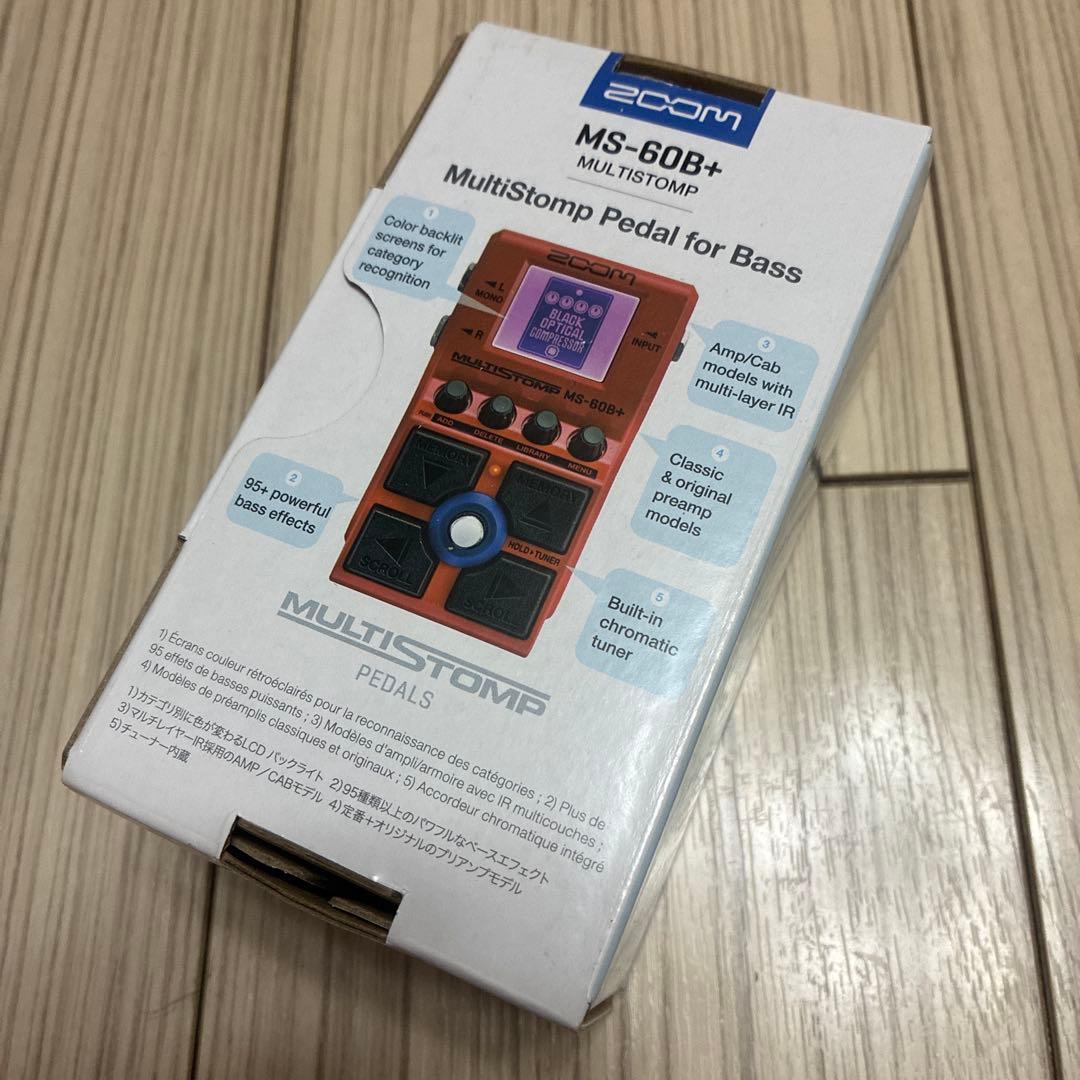 ZOOM
MS-60B+
MULTISTOMP
MultiStomp Pedal for Bass
1
Color backlit
screens for
category
recognition
2
95+ powerful
bass effects
3
Amp/Cab
models with
multi-layer IR
4
Classic
& original
preamp
models
5
Built-in
chromatic
tuner
ZOOM
L
MONO
R
INPUT
BLACK
OPTICAL
COMPRESSOR
MULTISTOMP MS-60B+
ADD
DELETE
LIBRARY
MENU
MEMORY
MEMORY
HOLD▸TUNER
SCROLL
SCROLL
MULTISTOMP
PEDALS
1) Écrans couleur rétroéclairés pour la reconnaissance des catégories ; 2) Plus de
95 effets de basses puissants ; 3) Modèles d'ampli/armoire avec IR multicouches ;
4) Modèles de préamplis classiques et originaux ; 5) Accordeur chromatique intégré
1)カテゴリ別に色が変わるLCD バックライト 2)95種類以上のパワフルなベースエフェクト
3)マルチレイヤーIR採用のAMP/CABモデル 4)定番+オリジナルのプリアンプモデル
5)チューナー内蔵